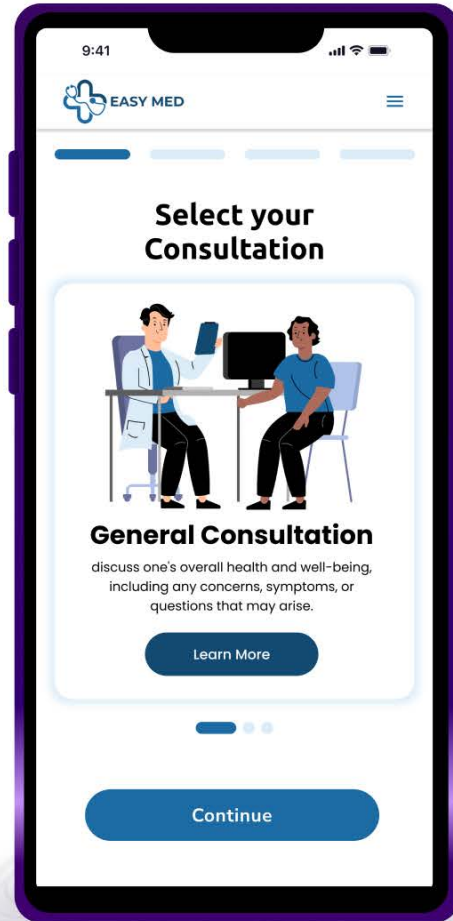 9:41
EASY MED
Select your
Consultation
General Consultation
discuss one's overall health and well-being,
including any concerns, symptoms, or
questions that may arise.
Learn More
Continue